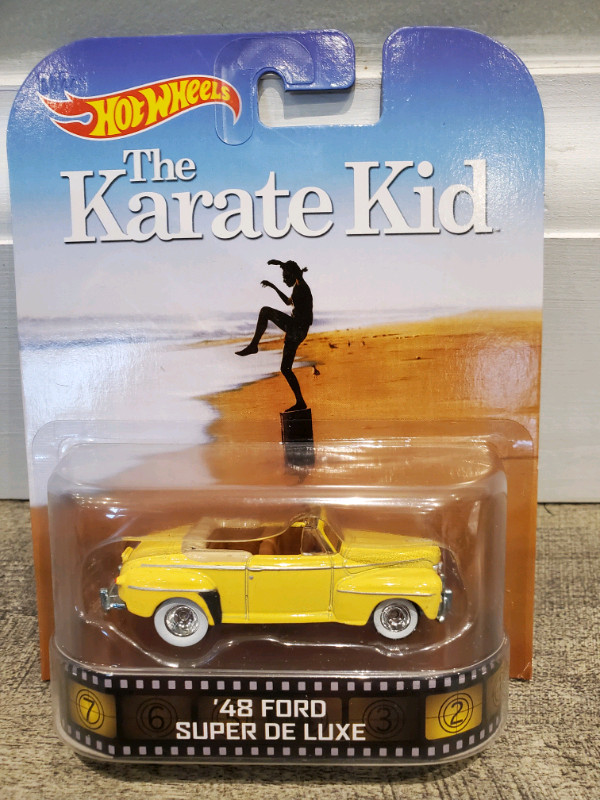 HOT WHEELS
The
Karate Kid
7 6 3 2
'48 FORD
SUPER DE LUXE